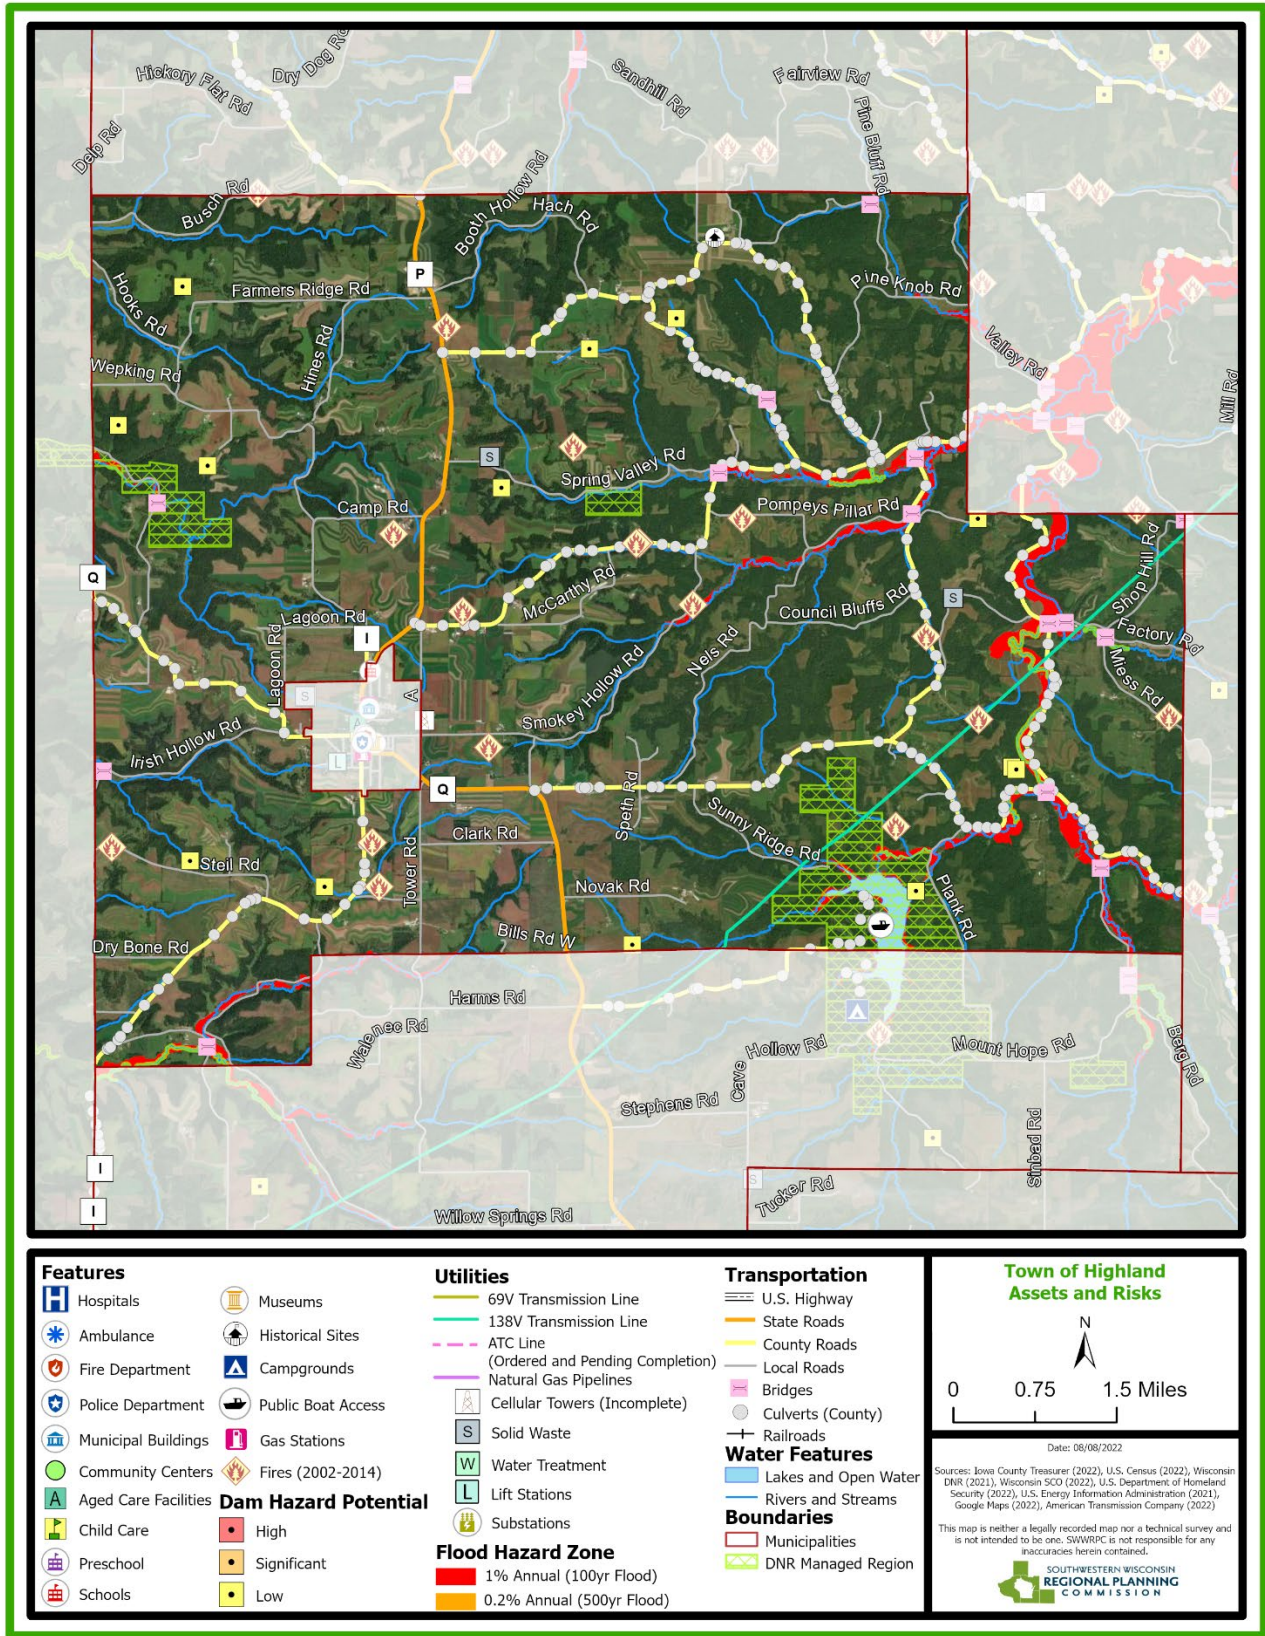 Hickory Flat Rd
Dry Dog Rd
Sandhill Rd
Fairview Rd
Pine Bluff Rd
Delp Rd
Busch Rd
Booth Hollow Rd
Hach Rd
P
Hooks Rd
Farmers Ridge Rd
Pine Knob Rd
Hines Rd
Wepking Rd
Valley Rd
Mill Rd
S
Spring Valley Rd
Camp Rd
Pompeys Pillar Rd
Shop Hill Rd
Q
McCarthy Rd
Council Bluffs Rd
S
Lagoon Rd
I
Factory Rd
Lagoon Rd
Nels Rd
Miess Rd
S
A
A
Smokey Hollow Rd
Irish Hollow Rd
L
Q
Speth Rd
Sunny Ridge Rd
Clark Rd
Steil Rd
Tower Rd
Novak Rd
Plank Rd
Dry Bone Rd
Bills Rd W
Harms Rd
Walenec Rd
Hollow Rd
Mount Hope Rd
Berg Rd
Cave
Stephens Rd
Sinbad Rd
I
S
Tucker Rd
I
Willow Springs Rd
Features
H Hospitals
Ambulance
Fire Department
Police Department
Municipal Buildings
Community Centers
A Aged Care Facilities
Child Care
Preschool
Schools
Museums
Historical Sites
Campgrounds
Public Boat Access
Gas Stations
Fires (2002-2014)
Dam Hazard Potential
High
Significant
Low
Utilities
69V Transmission Line
138V Transmission Line
ATC Line
(Ordered and Pending Completion)
Natural Gas Pipelines
Cellular Towers (Incomplete)
S Solid Waste
W Water Treatment
L Lift Stations
Substations
Flood Hazard Zone
1% Annual (100yr Flood)
0.2% Annual (500yr Flood)
Transportation
U.S. Highway
State Roads
County Roads
Local Roads
Bridges
Culverts (County)
Railroads
Water Features
Lakes and Open Water
Rivers and Streams
Boundaries
Municipalities
DNR Managed Region
Town of Highland
Assets and Risks
N
0 0.75 1.5 Miles
Date: 08/08/2022
Sources: Iowa County Treasurer (2022), U.S. Census (2022), Wisconsin
DNR (2021), Wisconsin SCO (2022), U.S. Department of Homeland
Security (2022), U.S. Energy Information Administration (2021),
Google Maps (2022), American Transmission Company (2022)
This map is neither a legally recorded map nor a technical survey and
is not intended to be one. SWWRPC is not responsible for any
inaccuracies herein contained.
SOUTHWESTERN WISCONSIN
REGIONAL PLANNING
COMMISSION